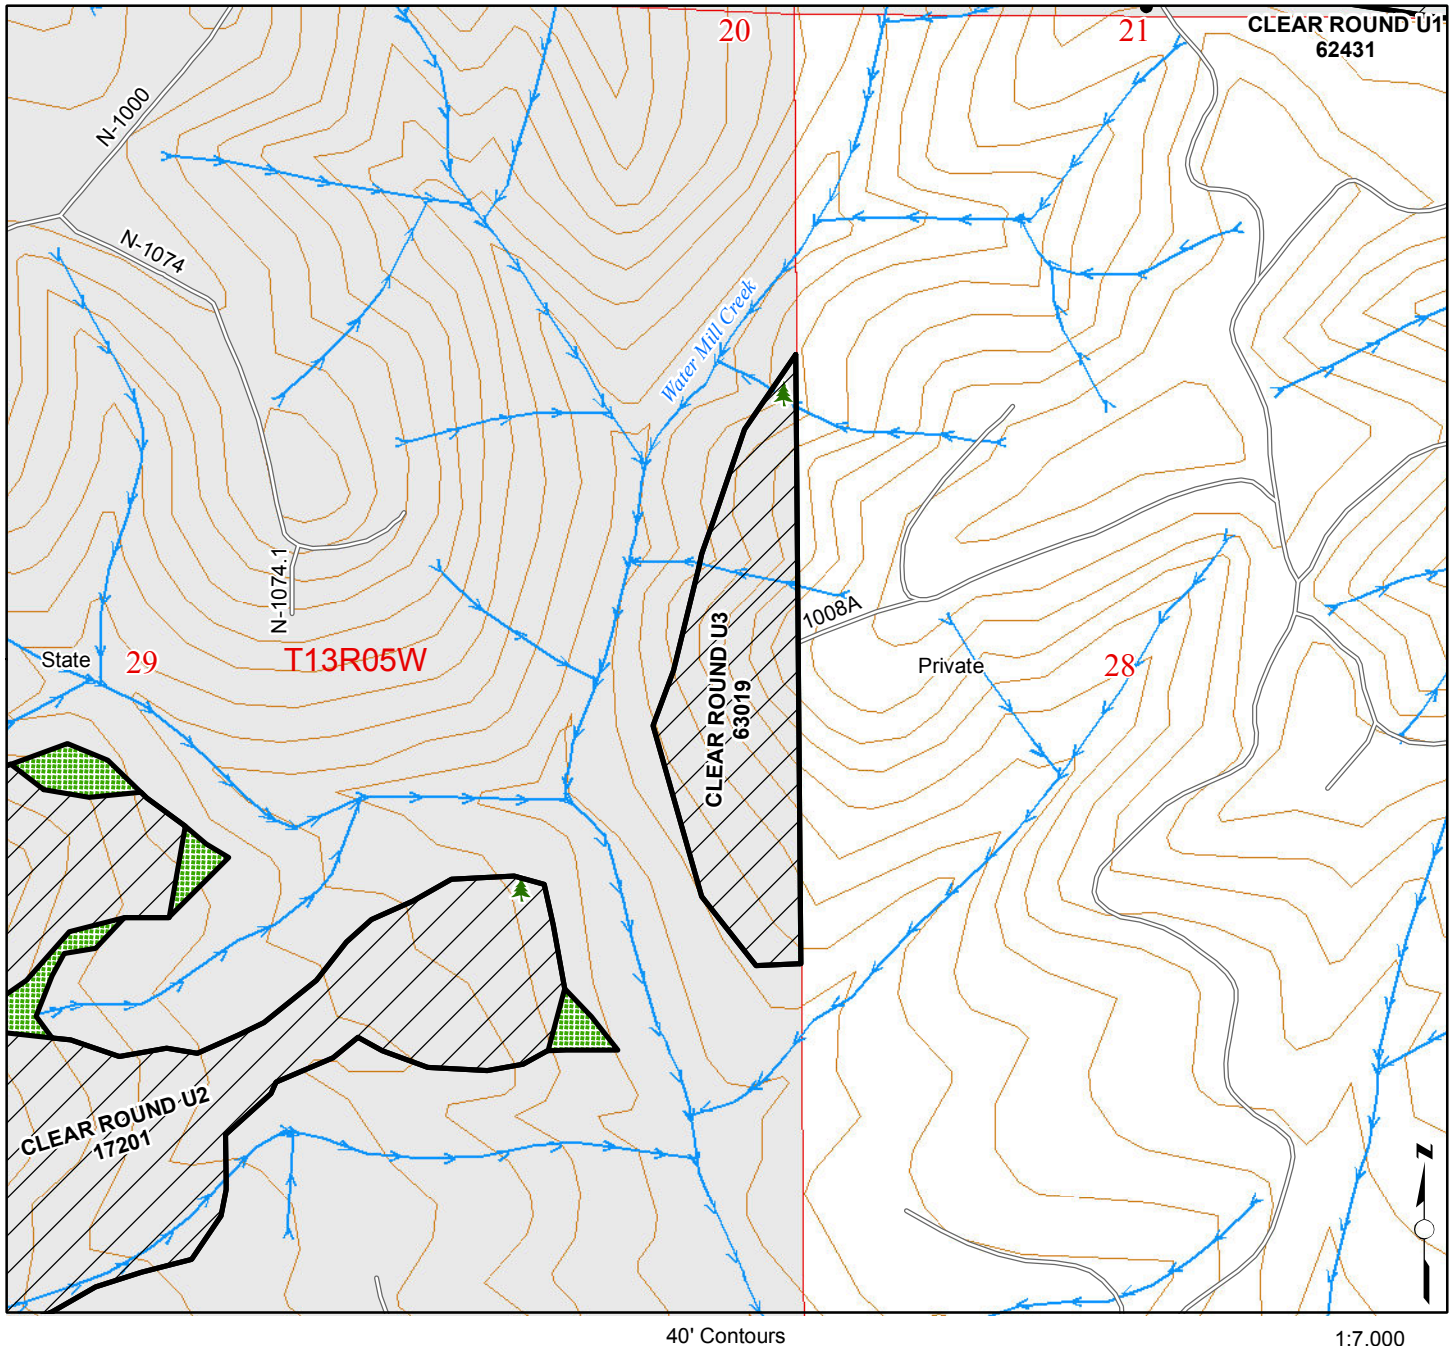 20
21
CLEAR ROUND U1
62431
N-1000
N-1074
Water Mill Creek
N-1074.1
1008A
State
29
T13R05W
CLEAR ROUND U3
63019
Private
28
CLEAR ROUND U2
17201
N
40' Contours
1:7,000